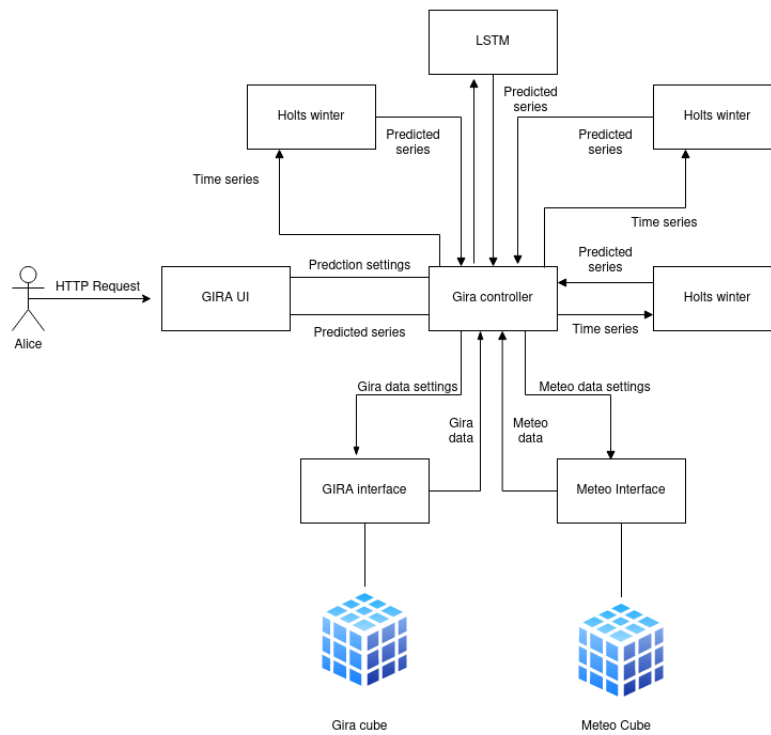 LSTM
Holts winter
Predicted
series
Predicted
series
Predicted
series
Holts winter
Time series
Time series
Predicted
series
HTTP Request
GIRA UI
Predction settings
Gira controller
Holts winter
Predicted series
Time series
Alice
Gira data settings
Meteo data settings
Gira
data
Meteo
data
GIRA interface
Meteo Interface
Gira cube
Meteo Cube